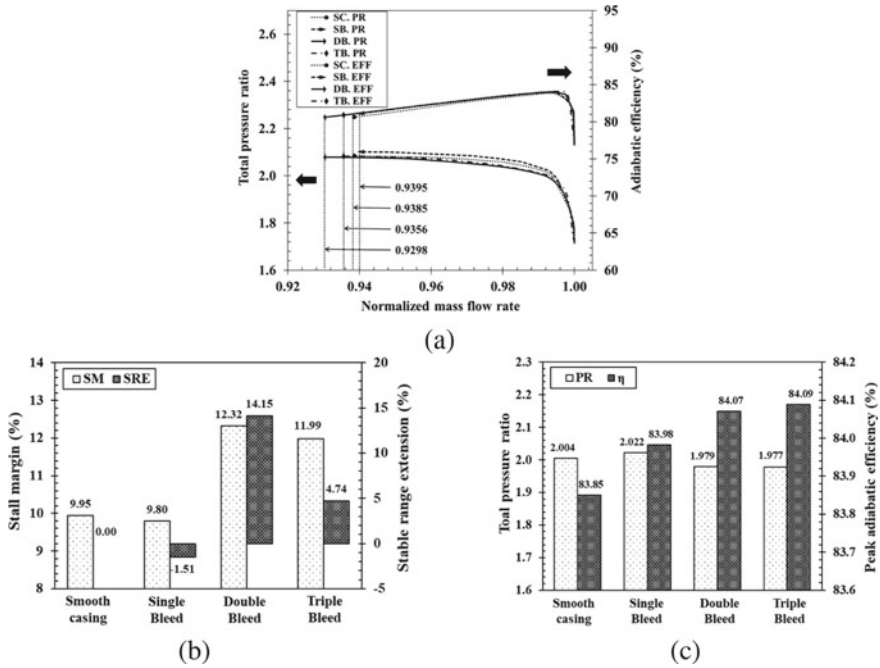 SC. PR
SB. PR
DB. PR
TB. PR
SC. EFF
SB. EFF
DB. EFF
TB. EFF
Total pressure ratio
2.6
2.4
2.2
2.0
1.8
1.6
95
90
85
80
75
70
65
60
Adiabatic efficiency (%)
0.9395
0.9385
0.9356
0.9298
0.92
0.94
0.96
0.98
1.00
Normalized mass flow rate
(a)
SM
SRE
Stall margin (%)
14
13
12
11
10
9
8
20
15
10
5
0
-5
Stable range extension (%)
9.95
0.00
9.80
-1.51
12.32
14.15
11.99
4.74
Smooth casing
Single Bleed
Double Bleed
Triple Bleed
(b)
PR
η
Toal pressure ratio
2.3
2.2
2.1
2.0
1.9
1.8
1.7
1.6
84.2
84.1
84.0
83.9
83.8
83.7
83.6
Peak adiabatic efficiency (%)
2.004
83.85
2.022
83.98
1.979
84.07
1.977
84.09
Smooth casing
Single Bleed
Double Bleed
Triple Bleed
(c)